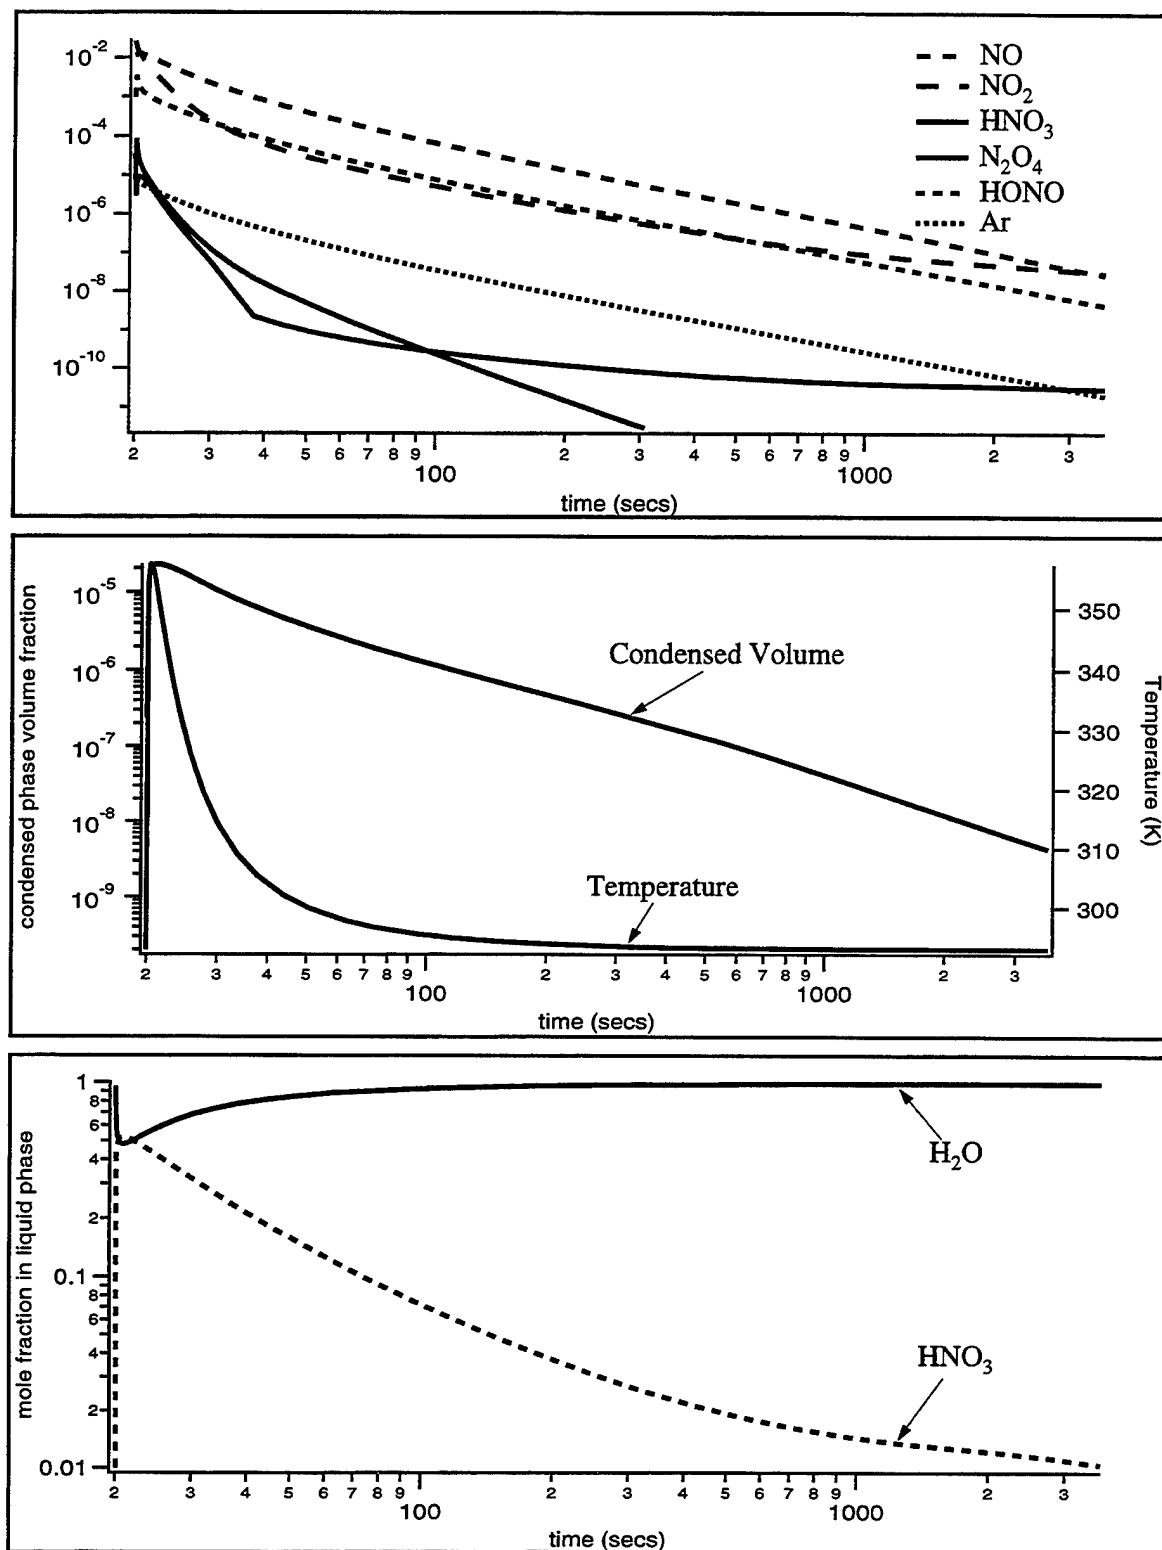 10^-2
10^-4
10^-6
10^-8
10^-10
NO
NO2
HNO3
N2O4
HONO
Ar
2 3 4 5 6 7 8 9 100 2 3 4 5 6 7 8 9 1000 2 3
time (secs)
condensed phase volume fraction
10^-5
10^-6
10^-7
10^-8
10^-9
Condensed Volume
Temperature
350
340
330
320
310
300
Temperature (K)
2 3 4 5 6 7 8 9 100 2 3 4 5 6 7 8 9 1000 2 3
time (secs)
mole fraction in liquid phase
1
8
6
4
2
0.1
8
6
4
2
0.01
H2O
HNO3
2 3 4 5 6 7 8 9 100 2 3 4 5 6 7 8 9 1000 2 3
time (secs)